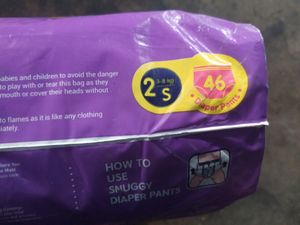 abies and children to avoid the danger
to play with or tear this bag as they
mouth or cover their heads without
to flames as it is like any clothing
iately.
2
3-8 kg
S
46
Diaper Pants
HOW TO
USE
SMUGGY
DIAPER PANTS